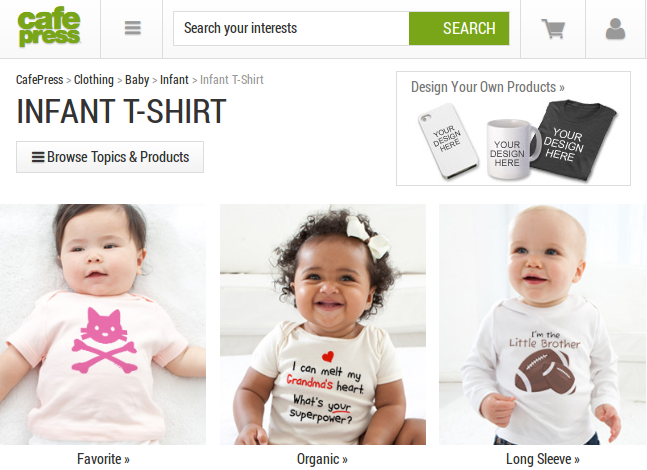 cafe
press
Search your interests
SEARCH
CafePress > Clothing > Baby > Infant > Infant T-Shirt
INFANT T-SHIRT
Browse Topics & Products
Design Your Own Products »
YOUR
DESIGN
HERE
YOUR
DESIGN
HERE
YOUR
DESIGN
HERE
I can melt my
Grandma's heart.
What's your
superpower?
I'm the
Little Brother
Favorite »
Organic »
Long Sleeve »